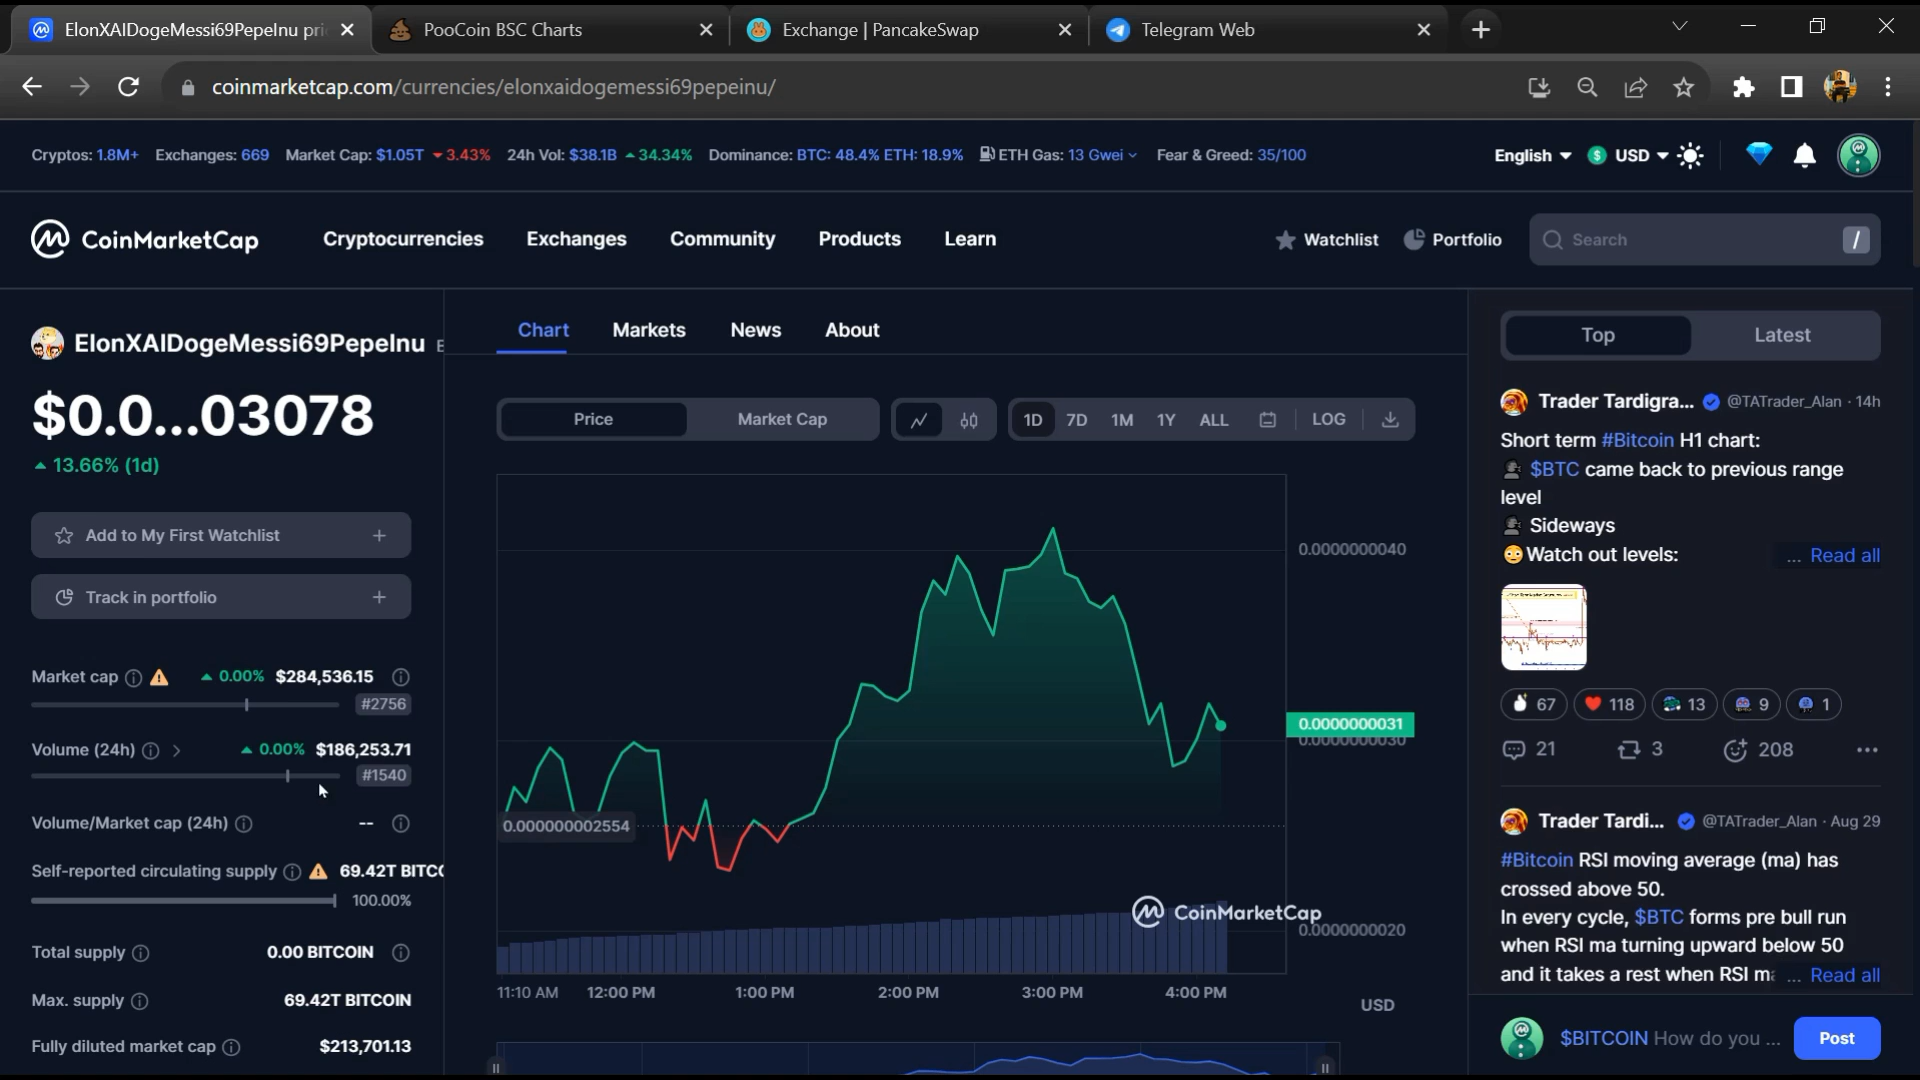 ElonXAIDogeMessi69PepeInu pri
PooCoin BSC Charts
Exchange | PancakeSwap
Telegram Web
coinmarketcap.com/currencies/elonxaidogemessi69pepeinu/
Cryptos: 1.8M+ Exchanges: 669 Market Cap: $1.05T 3.43% 24h Vol: $38.1B 34.34% Dominance: BTC: 48.4% ETH: 18.9% ETH Gas: 13 Gwei Fear & Greed: 35/100
English USD
CoinMarketCap
Cryptocurrencies Exchanges Community Products Learn
Watchlist Portfolio Search /
ElonXAIDogeMessi69PepeInu
$0.0...03078
13.66% (1d)
Add to My First Watchlist +
Track in portfolio +
Market cap 0.00% $284,536.15
#2756
Volume (24h) 0.00% $186,253.71
#1540
Volume/Market cap (24h) --
Self-reported circulating supply 69.42T BITCO
100.00%
Total supply 0.00 BITCOIN
Max. supply 69.42T BITCOIN
Fully diluted market cap $213,701.13
Chart Markets News About
Price Market Cap
1D 7D 1M 1Y ALL LOG
0.0000000040
0.0000000031
0.0000000030
0.000000002554
CoinMarketCap
0.0000000020
11:10 AM 12:00 PM 1:00 PM 2:00 PM 3:00 PM 4:00 PM
USD
Top Latest
Trader Tardigra... @TATrader_Alan · 14h
Short term #Bitcoin H1 chart:
$BTC came back to previous range
level
Sideways
Watch out levels: ... Read all
67 118 13 9 1
21 3 208
Trader Tardi... @TATrader_Alan · Aug 29
#Bitcoin RSI moving average (ma) has
crossed above 50.
In every cycle, $BTC forms pre bull run
when RSI ma turning upward below 50
and it takes a rest when RSI ma ... Read all
$BITCOIN How do you ... Post